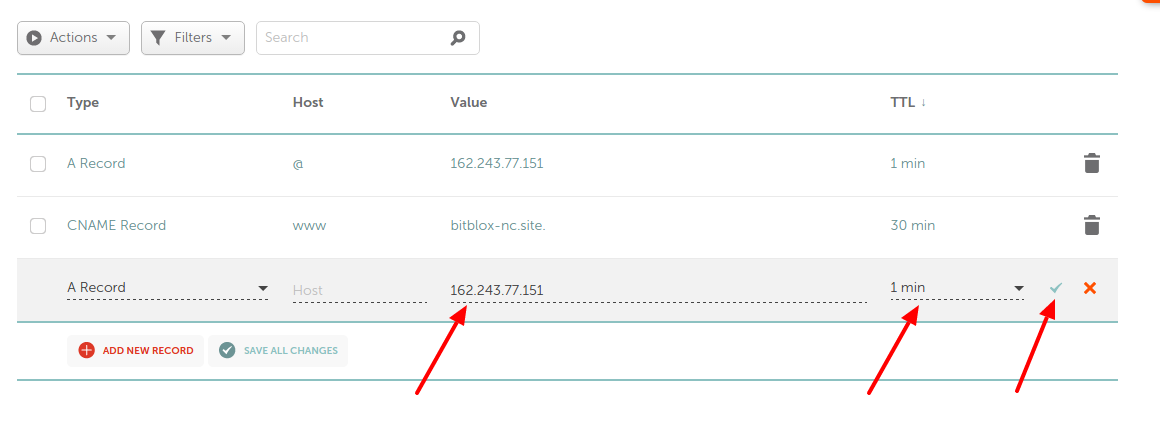 Actions Filters Search
Type Host Value TTL ↓
A Record @ 162.243.77.151 1 min
CNAME Record www bitblox-nc.site. 30 min
A Record Host 162.243.77.151 1 min
ADD NEW RECORD SAVE ALL CHANGES